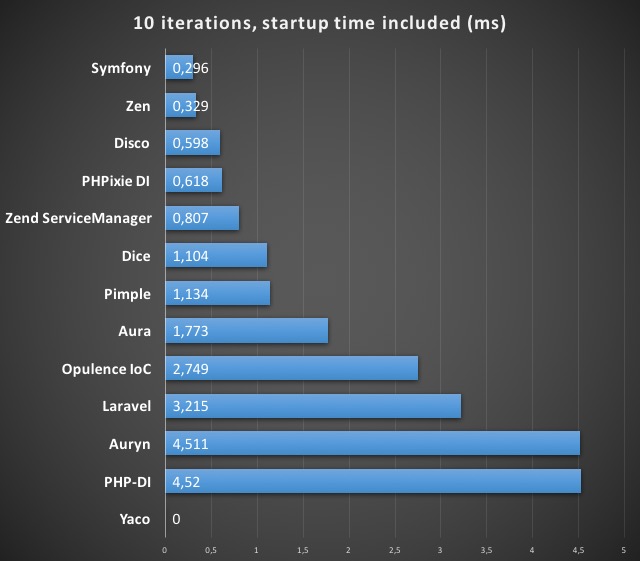 10 iterations, startup time included (ms)
Symfony 0,296
Zen 0,329
Disco 0,598
PHPixie DI 0,618
Zend ServiceManager 0,807
Dice 1,104
Pimple 1,134
Aura 1,773
Opulence IoC 2,749
Laravel 3,215
Auryn 4,511
PHP-DI 4,52
Yaco 0
0 0,5 1 1,5 2 2,5 3 3,5 4 4,5 5